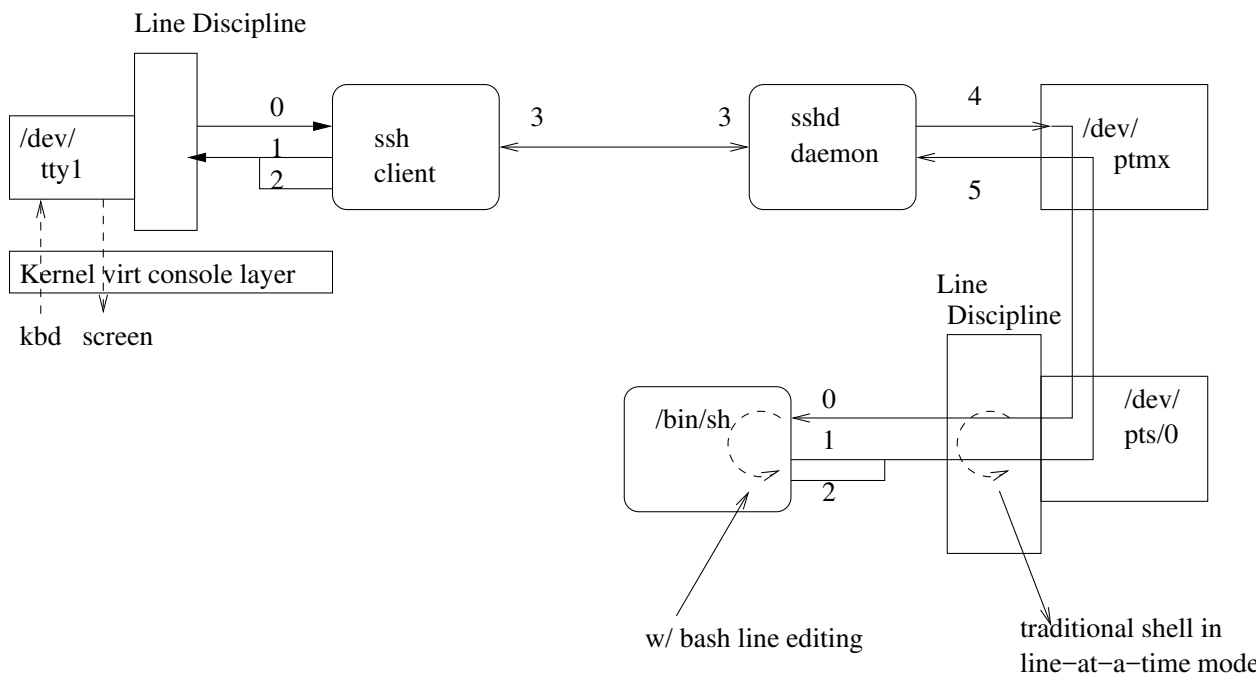 Line Discipline
0
1
2
/dev/
tty1
ssh
client
3
3
sshd
daemon
4
5
/dev/
ptmx
Kernel virt console layer
kbd
screen
Line
Discipline
/bin/sh
0
1
2
/dev/
pts/0
w/ bash line editing
traditional shell in
line−at−a−time mode